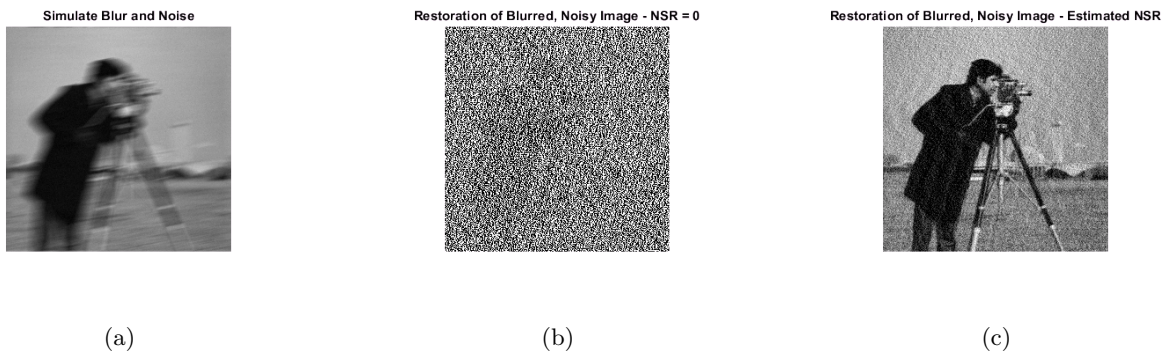 Simulate Blur and Noise
Restoration of Blurred, Noisy Image - NSR = 0
Restoration of Blurred, Noisy Image - Estimated NSR
(a)
(b)
(c)